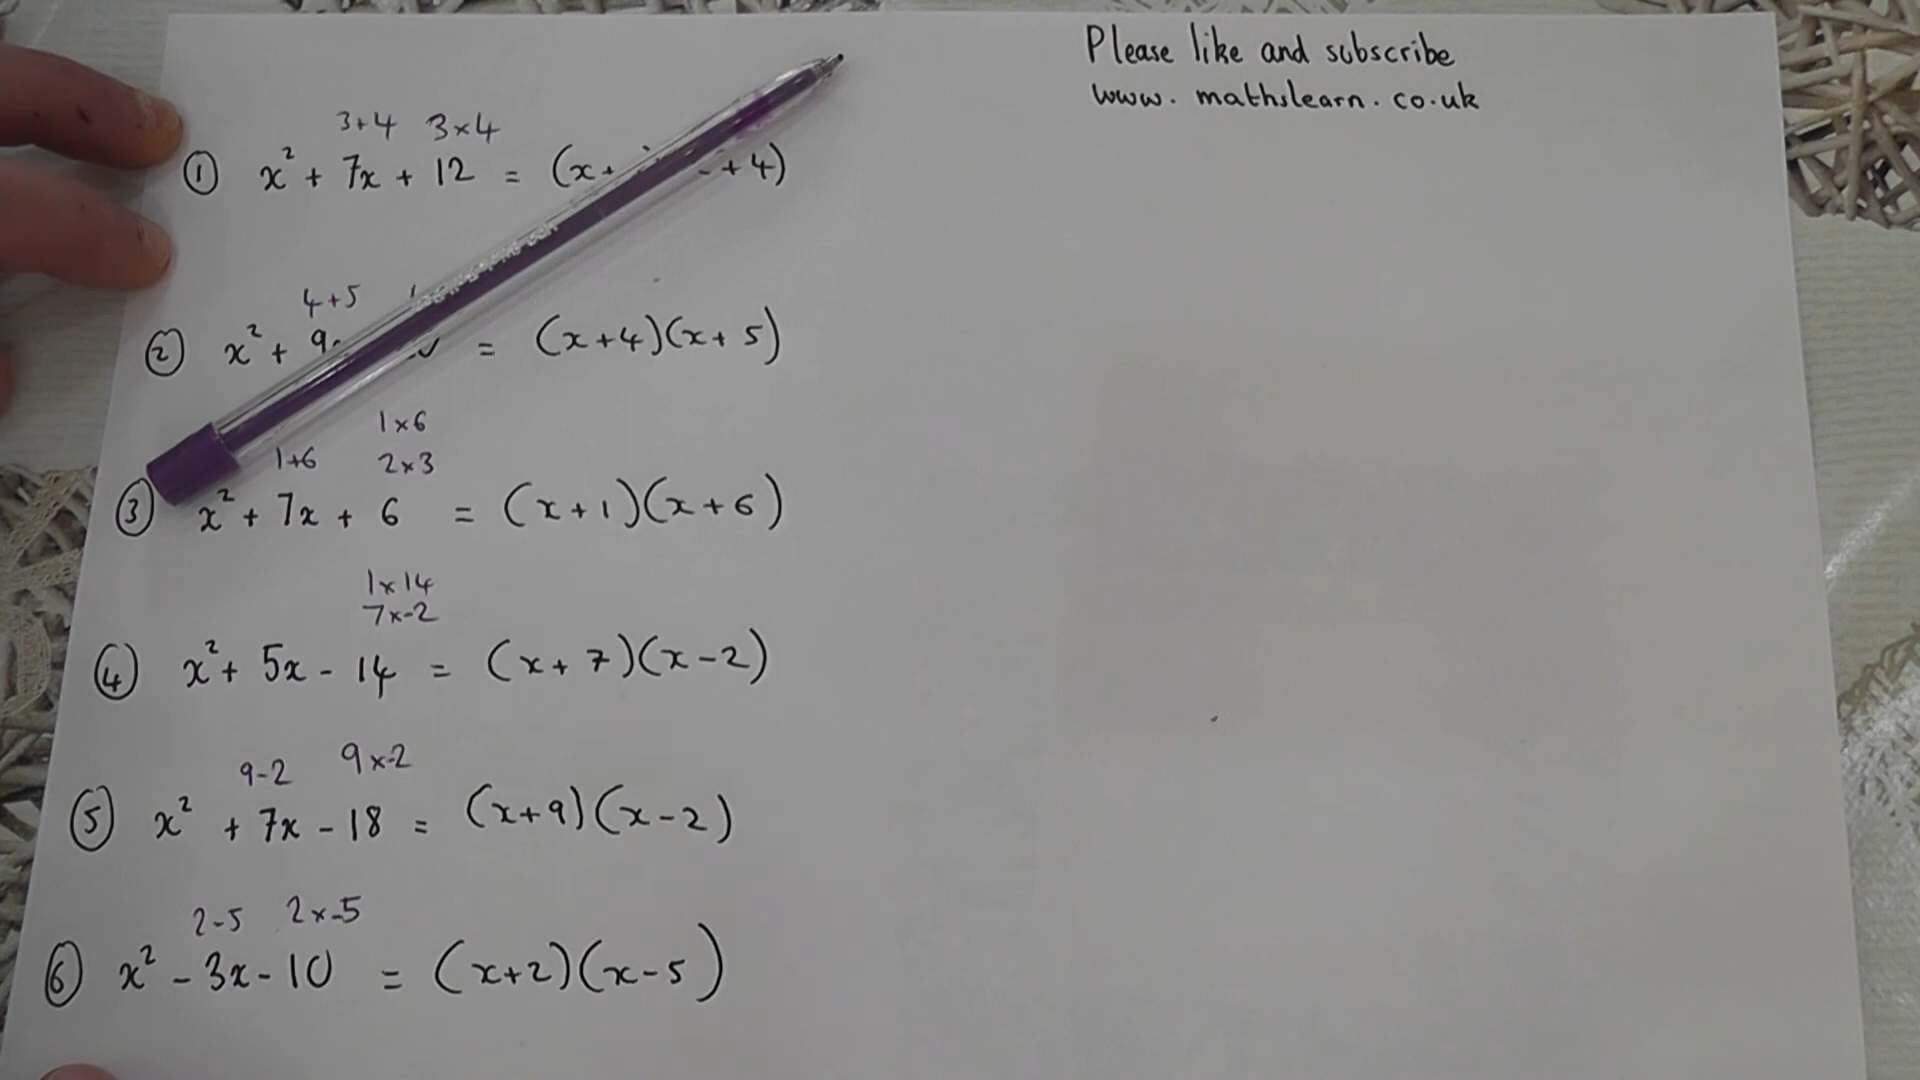 Please like and subscribe
www.mathslearn.co.uk
3+4 3×4
① x² + 7x + 12 = (x+ +4)
4+5
② x² + 9 = (x+4)(x+5)
1×6
1+6 2×3
③ x² + 7x + 6 = (x+1)(x+6)
1×14
7×-2
④ x² + 5x - 14 = (x+7)(x-2)
9-2 9×-2
⑤ x² + 7x - 18 = (x+9)(x-2)
2-5 2×-5
⑥ x² - 3x - 10 = (x+2)(x-5)